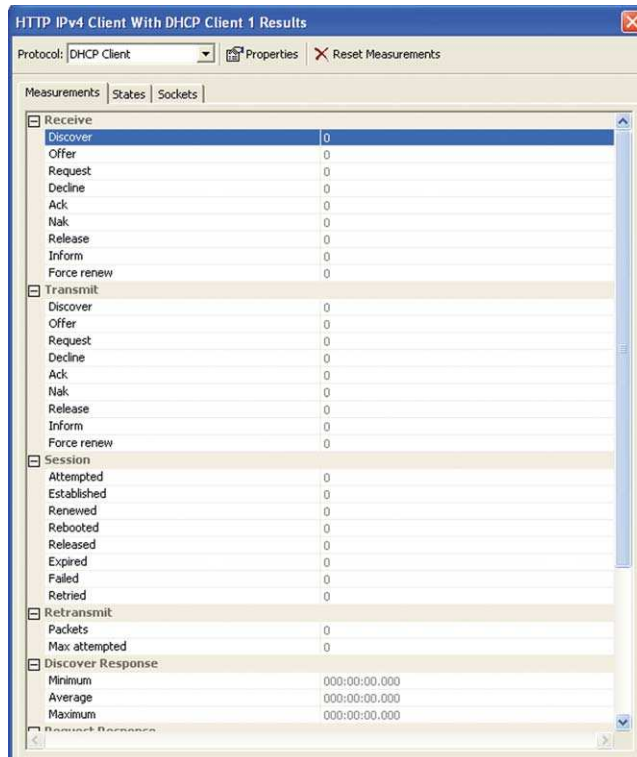 HTTP IPv4 Client With DHCP Client 1 Results
Protocol: DHCP Client Properties Reset Measurements
Measurements States Sockets
Receive
Discover 0
Offer 0
Request 0
Decline 0
Ack 0
Nak 0
Release 0
Inform 0
Force renew 0
Transmit
Discover 0
Offer 0
Request 0
Decline 0
Ack 0
Nak 0
Release 0
Inform 0
Force renew 0
Session
Attempted 0
Established 0
Renewed 0
Rebooted 0
Released 0
Expired 0
Failed 0
Retried 0
Retransmit
Packets 0
Max attempted 0
Discover Response
Minimum 000:00:00.000
Average 000:00:00.000
Maximum 000:00:00.000
Request Response